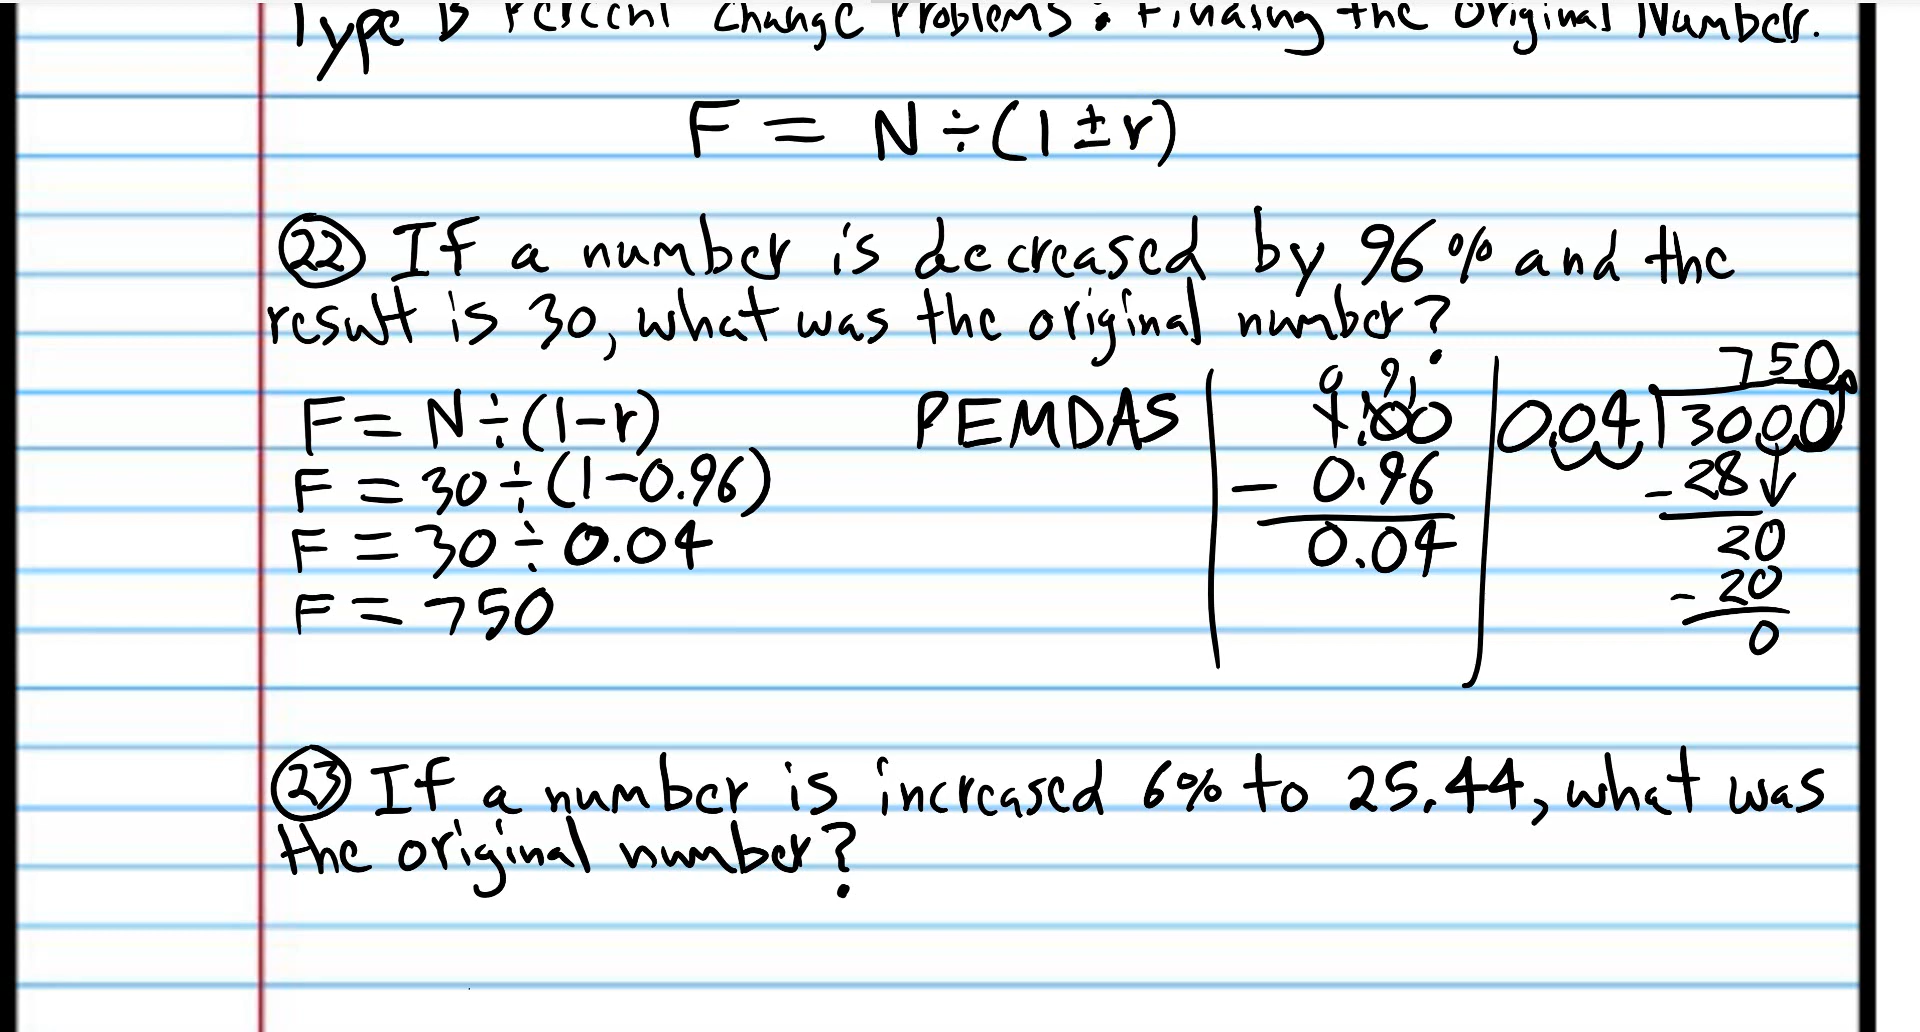 Type B Percent Change Problems: Finding the Original Number.
F = N ÷ (1 ± r)
22 If a number is decreased by 96% and the
result is 30, what was the original number?
F = N ÷ (1 - r)
F = 30 ÷ (1 - 0.96)
F = 30 ÷ 0.04
F = 750
PEMDAS
0 9 1
1.00
- 0.96
0.04
750
0.04 3000
- 28
20
- 20
0
23 If a number is increased 6% to 25.44, what was
the original number?